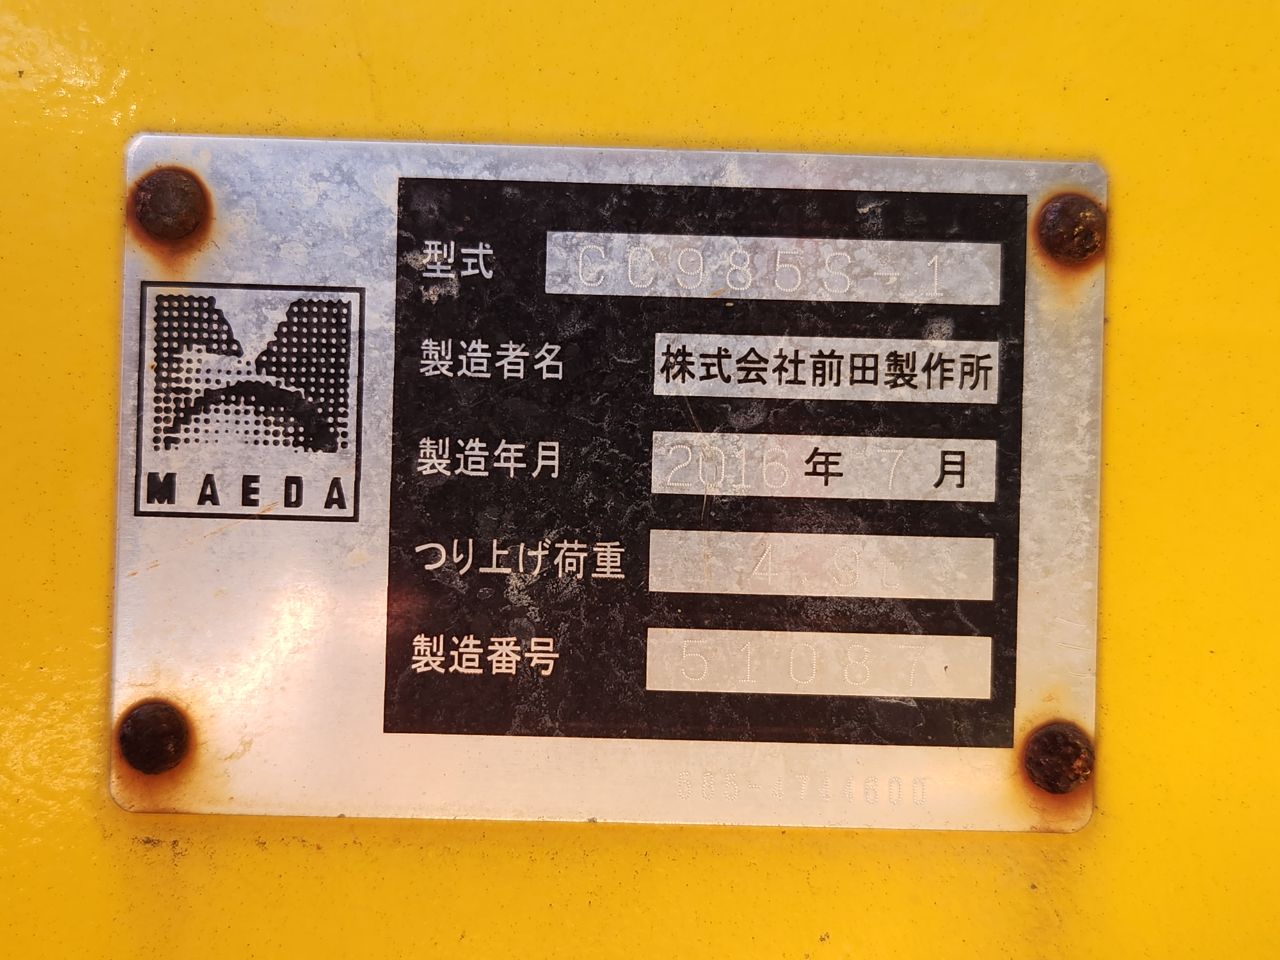 MAEDA
型式 CC985S-1
製造者名 株式会社前田製作所
製造年月 2016年 7月
つり上げ荷重 4.9t
製造番号 51087